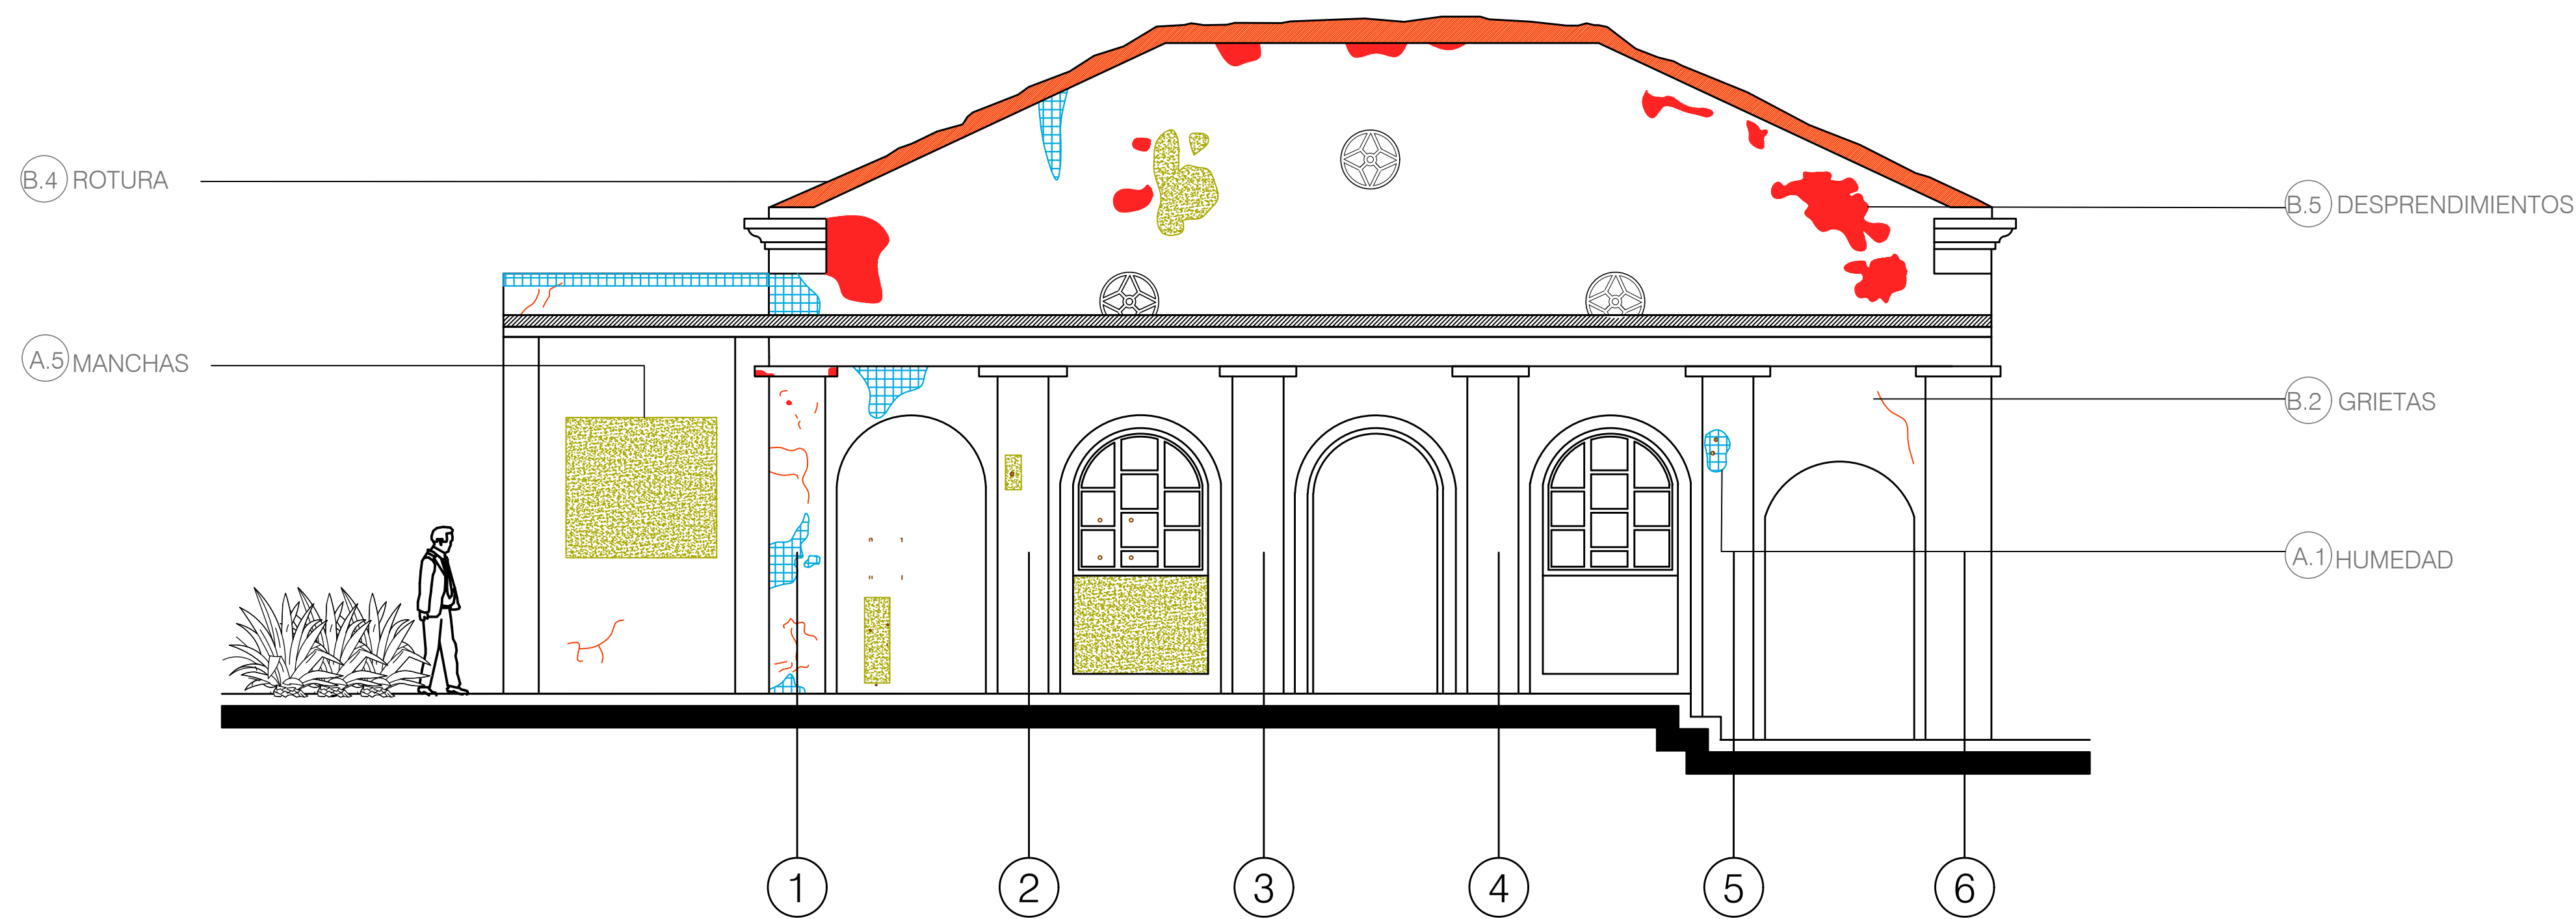 B.4 ROTURA
B.5 DESPRENDIMIENTOS
A.5 MANCHAS
B.2 GRIETAS
A.1 HUMEDAD
1 2 3 4 5 6